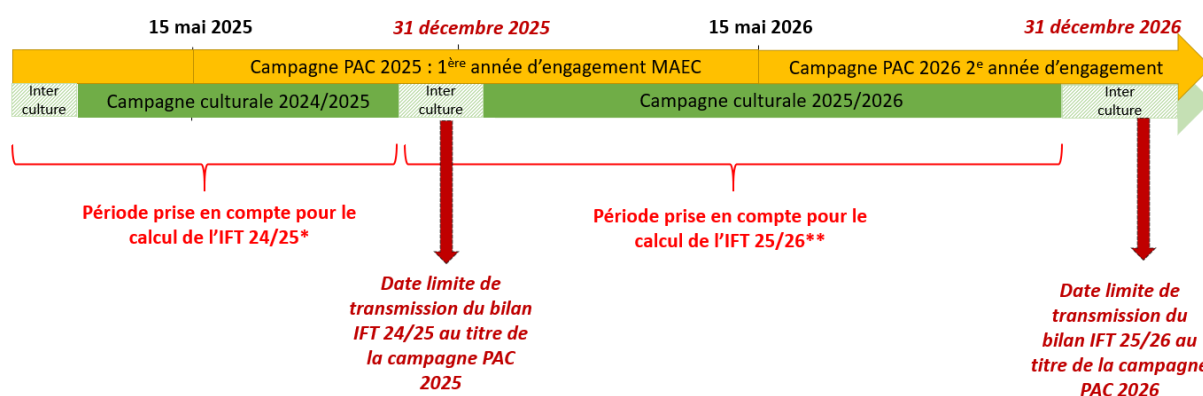 15 mai 2025
31 décembre 2025
15 mai 2026
31 décembre 2026
Campagne PAC 2025 : 1ère année d’engagement MAEC
Campagne PAC 2026 2e année d’engagement
Inter
culture
Campagne culturale 2024/2025
Inter
culture
Campagne culturale 2025/2026
Inter
culture
Période prise en compte pour le
calcul de l’IFT 24/25*
Période prise en compte pour le
calcul de l’IFT 25/26**
Date limite de
transmission du bilan
IFT 24/25 au titre de
la campagne PAC
2025
Date limite de
transmission du
bilan IFT 25/26 au
titre de la campagne
PAC 2026